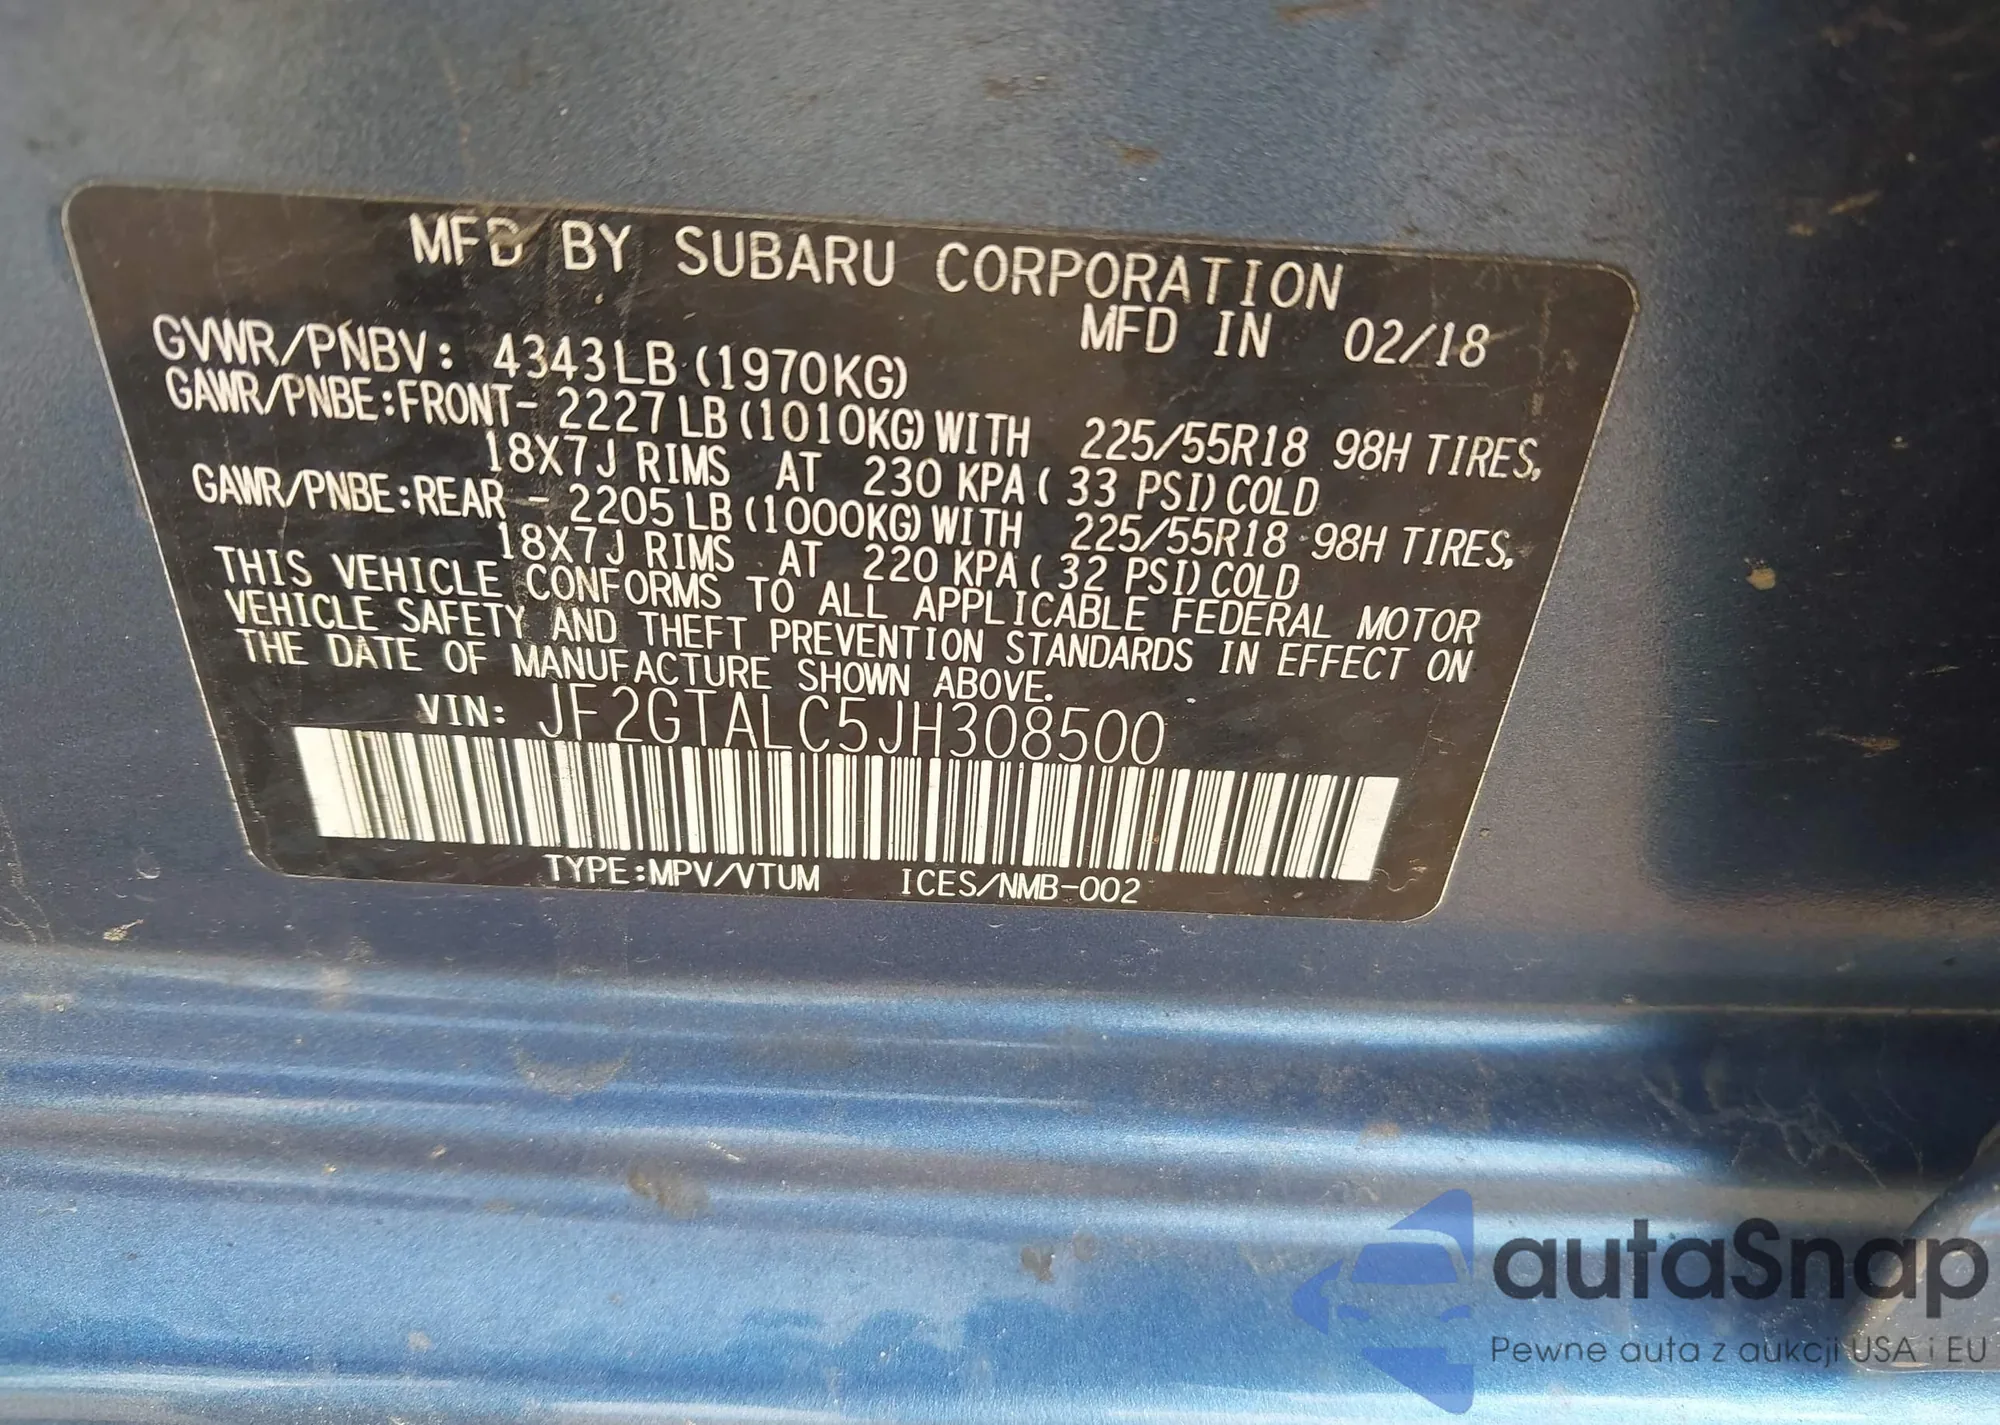 MFD BY SUBARU CORPORATION
MFD IN 02/18
GVWR/PNBV: 4343LB(1970KG)
GAWR/PNBE:FRONT- 2227LB(1010KG)WITH 225/55R18 98H TIRES,
18X7J RIMS AT 230 KPA( 33 PSI)COLD
GAWR/PNBE:REAR - 2205LB(1000KG)WITH 225/55R18 98H TIRES,
18X7J RIMS AT 220 KPA( 32 PSI)COLD
THIS VEHICLE CONFORMS TO ALL APPLICABLE FEDERAL MOTOR
VEHICLE SAFETY AND THEFT PREVENTION STANDARDS IN EFFECT ON
THE DATE OF MANUFACTURE SHOWN ABOVE.
VIN: JF2GTALC5JH308500
TYPE:MPV/VTUM ICES/NMB-002
autaSnap
Pewne auta z aukcji USA i EU